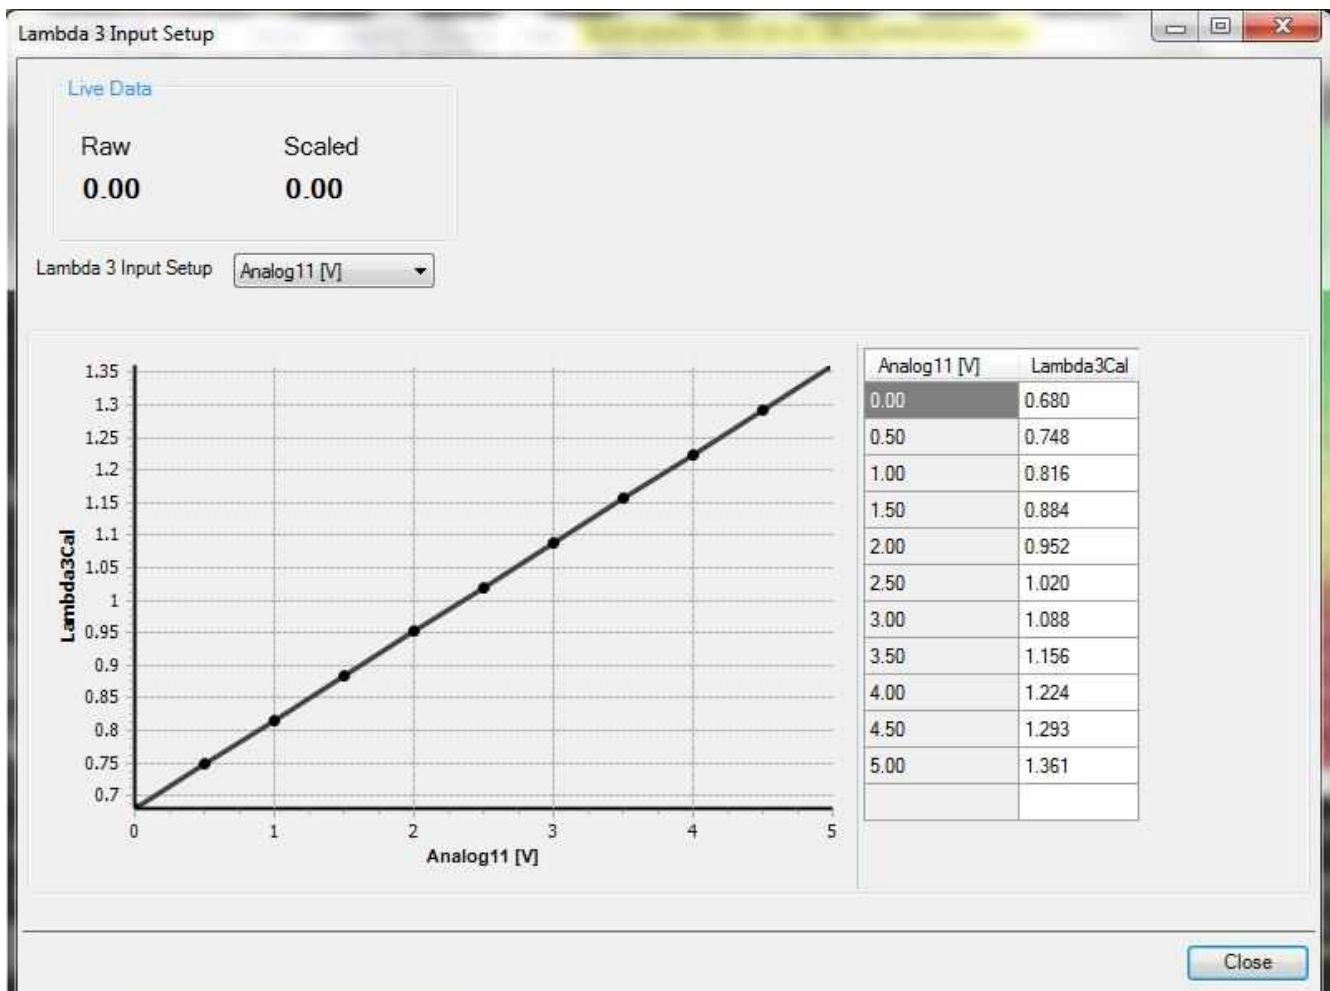 Lambda 3 Input Setup
Live Data
Raw Scaled
0.00 0.00
Lambda 3 Input Setup Analog11 [V]
1.35
1.3
1.25
1.2
1.15
1.1
1.05
1
0.95
0.9
0.85
0.8
0.75
0.7
Lambda3Cal
0 1 2 3 4 5
Analog11 [V]
Analog11 [V] Lambda3Cal
0.00 0.680
0.50 0.748
1.00 0.816
1.50 0.884
2.00 0.952
2.50 1.020
3.00 1.088
3.50 1.156
4.00 1.224
4.50 1.293
5.00 1.361
Close